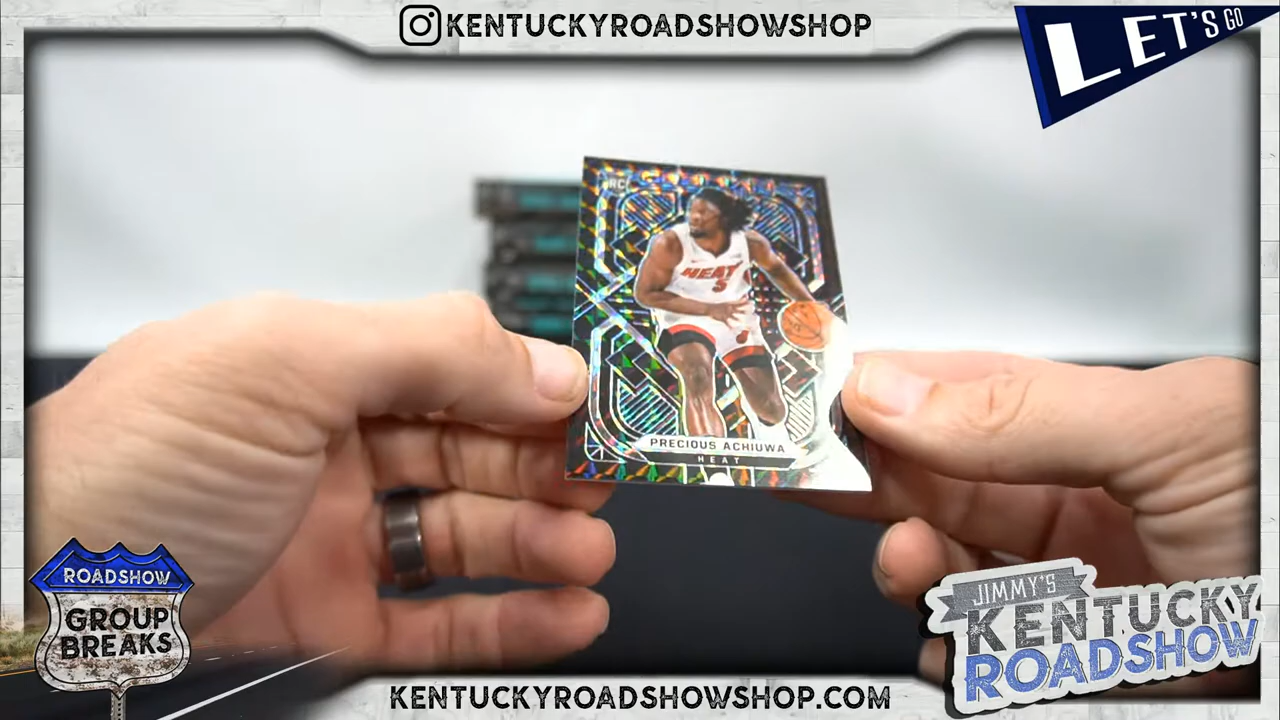 KENTUCKYROADSHOWSHOP
LET'S GO
RC
HEAT
5
PRECIOUS ACHIUWA
HEAT
ROADSHOW
GROUP
BREAKS
JIMMY'S
KENTUCKY
ROADSHOW
KENTUCKYROADSHOWSHOP.COM